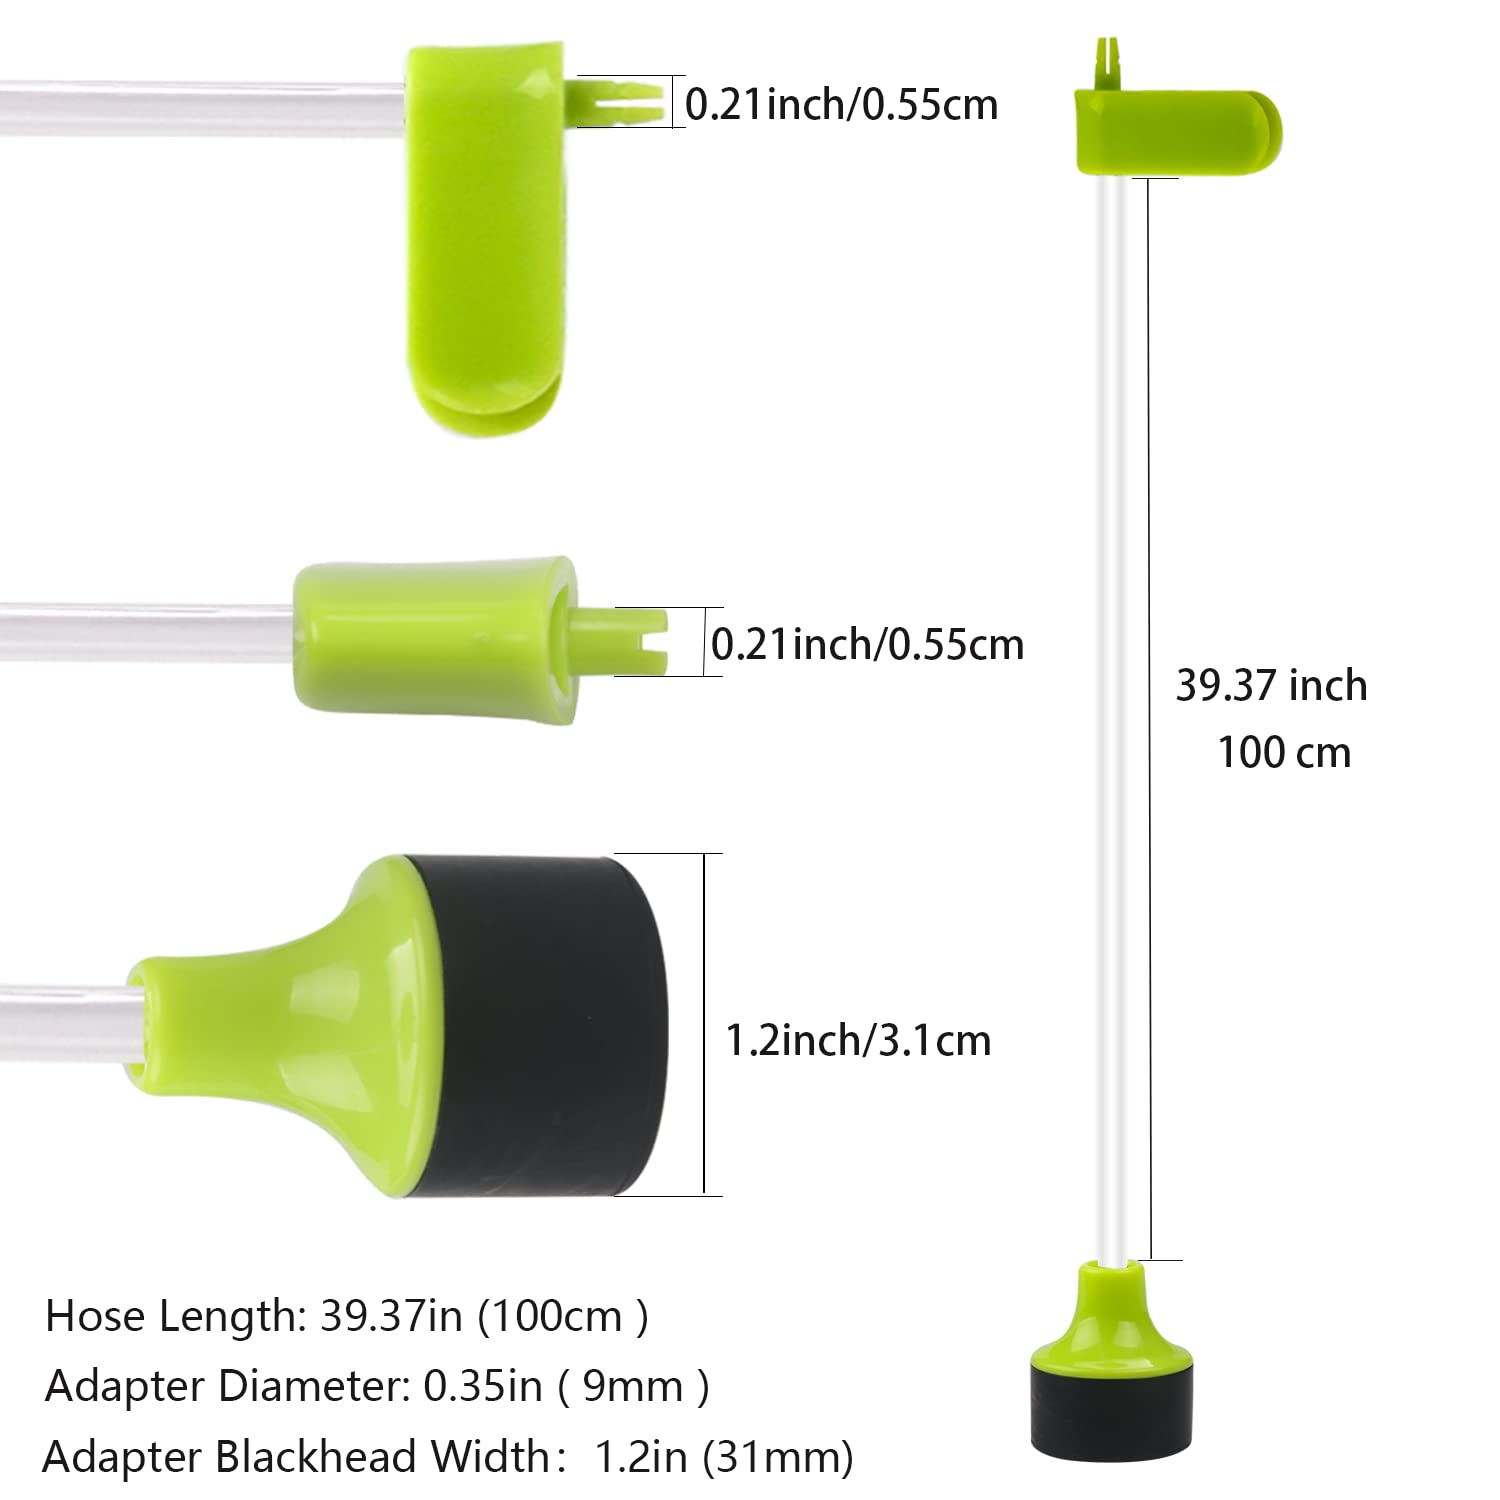 0.21inch/0.55cm
0.21inch/0.55cm
39.37 inch
100 cm
1.2inch/3.1cm
Hose Length: 39.37in (100cm )
Adapter Diameter: 0.35in ( 9mm )
Adapter Blackhead Width：1.2in (31mm)